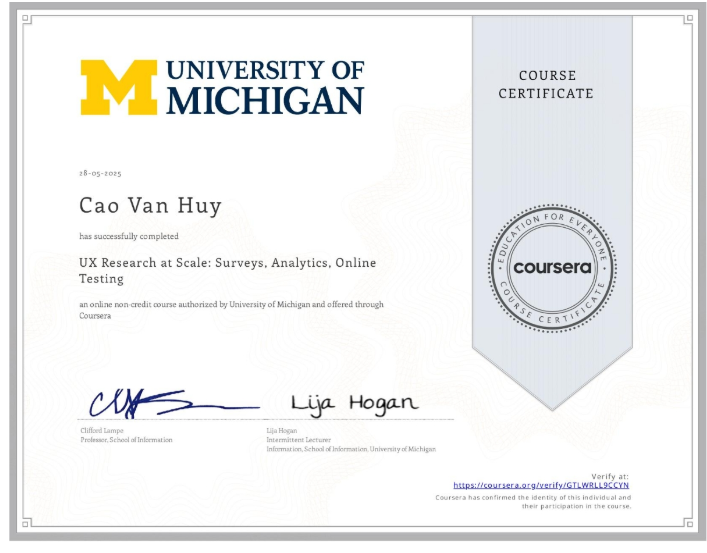 UNIVERSITY OF
MICHIGAN
COURSE
CERTIFICATE
28-05-2025
Cao Van Huy
has successfully completed
UX Research at Scale: Surveys, Analytics, Online
Testing
an online non-credit course authorized by University of Michigan and offered through
Coursera
EDUCATION FOR EVERYONE
coursera
COURSE CERTIFICATE
Lija Hogan
Clifford Lampe
Professor, School of Information
Lija Hogan
Intermittent Lecturer
Information, School of Information, University of Michigan
Verify at:
https://coursera.org/verify/GTLWRLL9CCYN
Coursera has confirmed the identity of this individual and
their participation in the course.